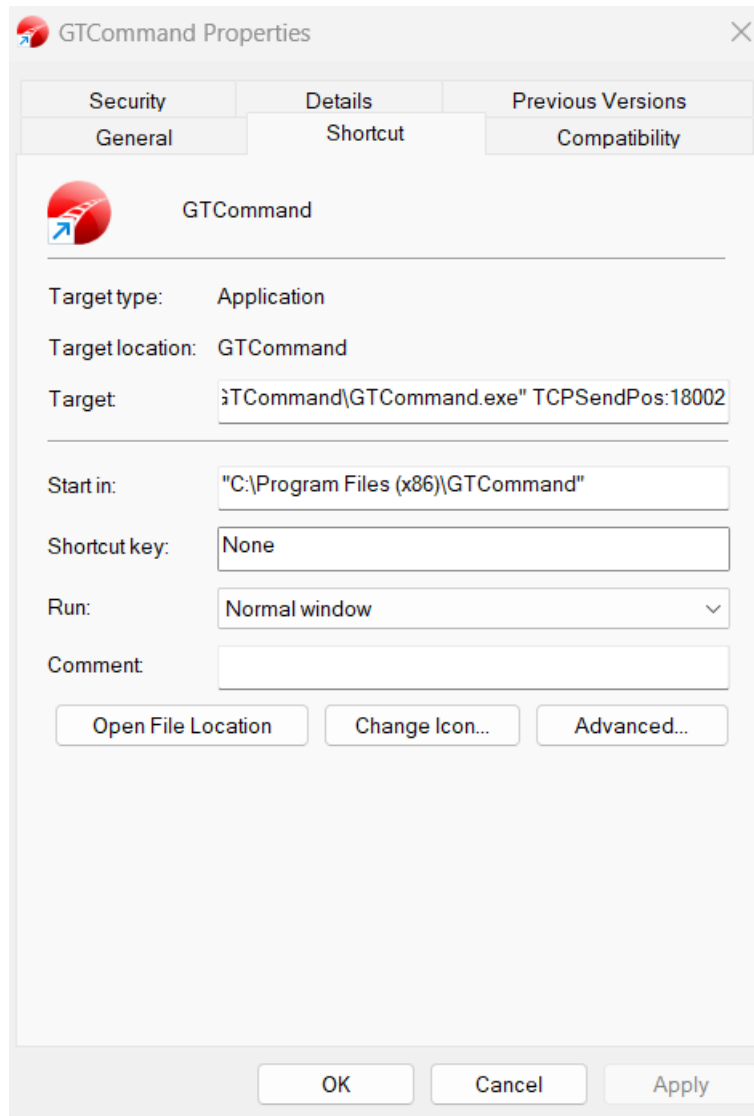 GTCommand Properties
Security Details Previous Versions
General Shortcut Compatibility
GTCommand
Target type: Application
Target location: GTCommand
Target: GTCommand\GTCommand.exe" TCPSendPos:18002
Start in: "C:\Program Files (x86)\GTCommand"
Shortcut key: None
Run: Normal window
Comment:
Open File Location Change Icon... Advanced...
OK Cancel Apply